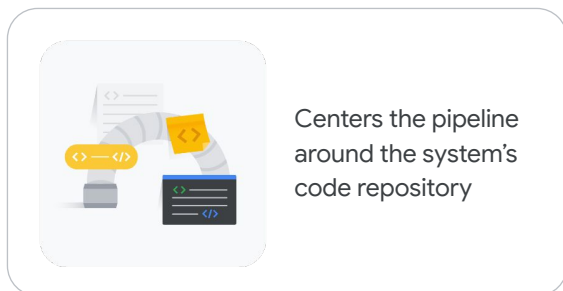 <>
<> — </>
<>
<>
</>
Centers the pipeline
around the system's
code repository